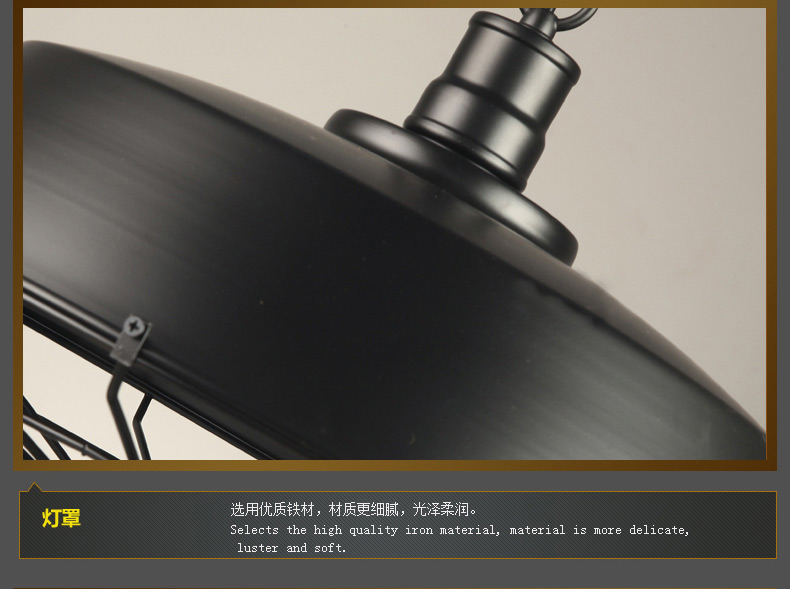 灯罩
选用优质铁材，材质更细腻，光泽柔润。
Selects the high quality iron material, material is more delicate,
luster and soft.